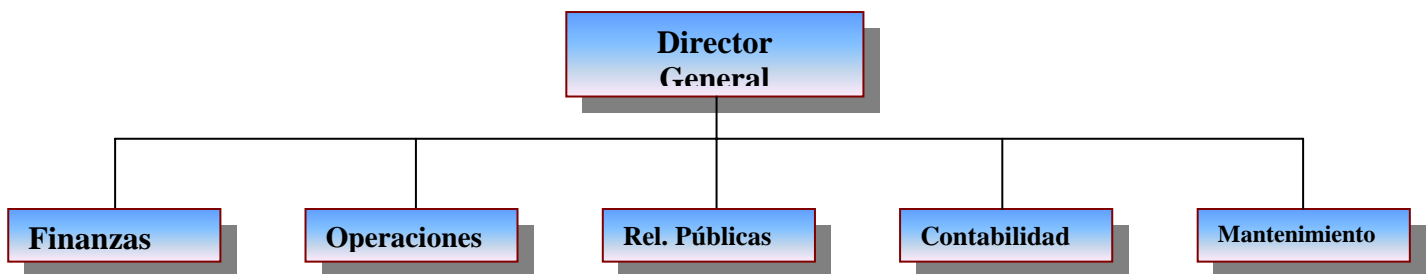 Director
General
Finanzas
Operaciones
Rel. Públicas
Contabilidad
Mantenimiento